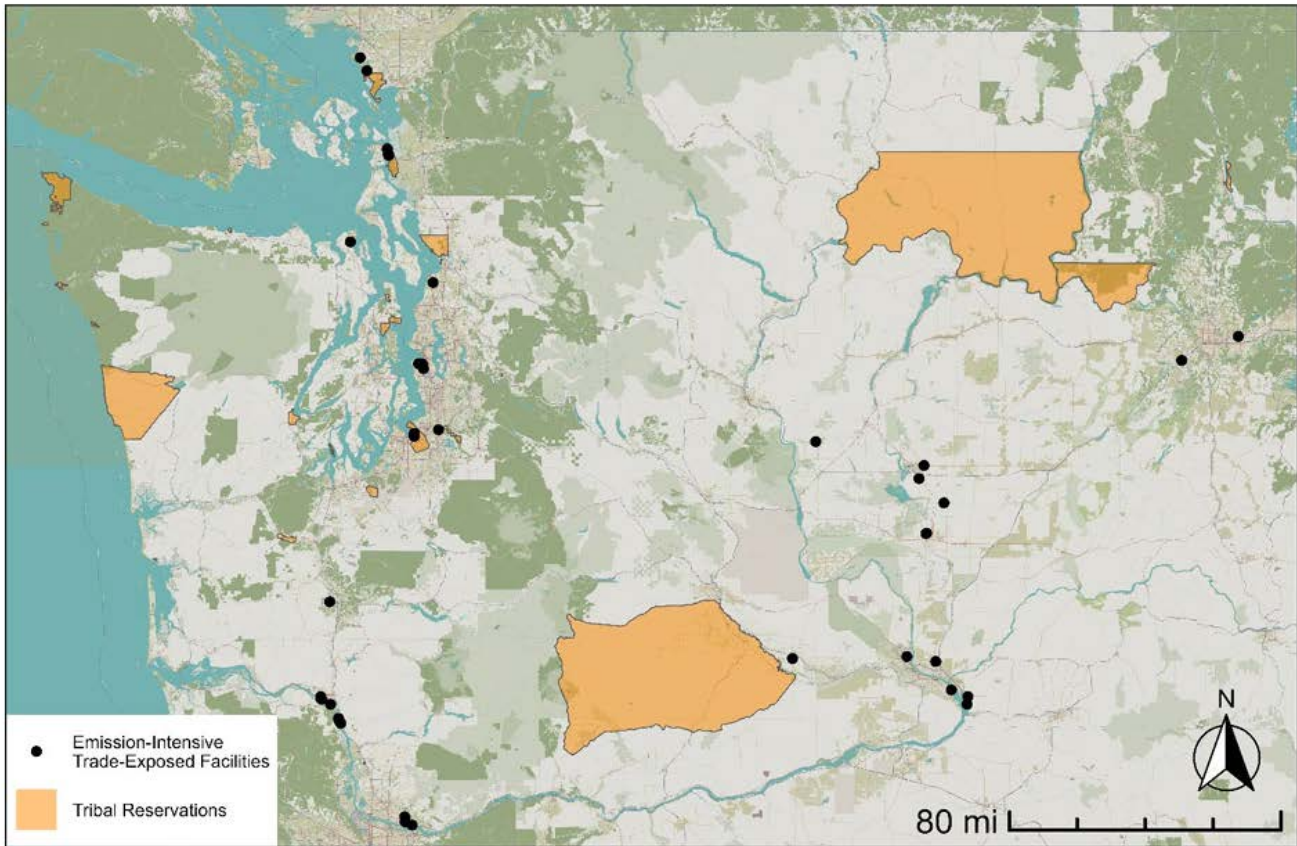 Emission-Intensive
Trade-Exposed Facilities
Tribal Reservations
N
80 mi